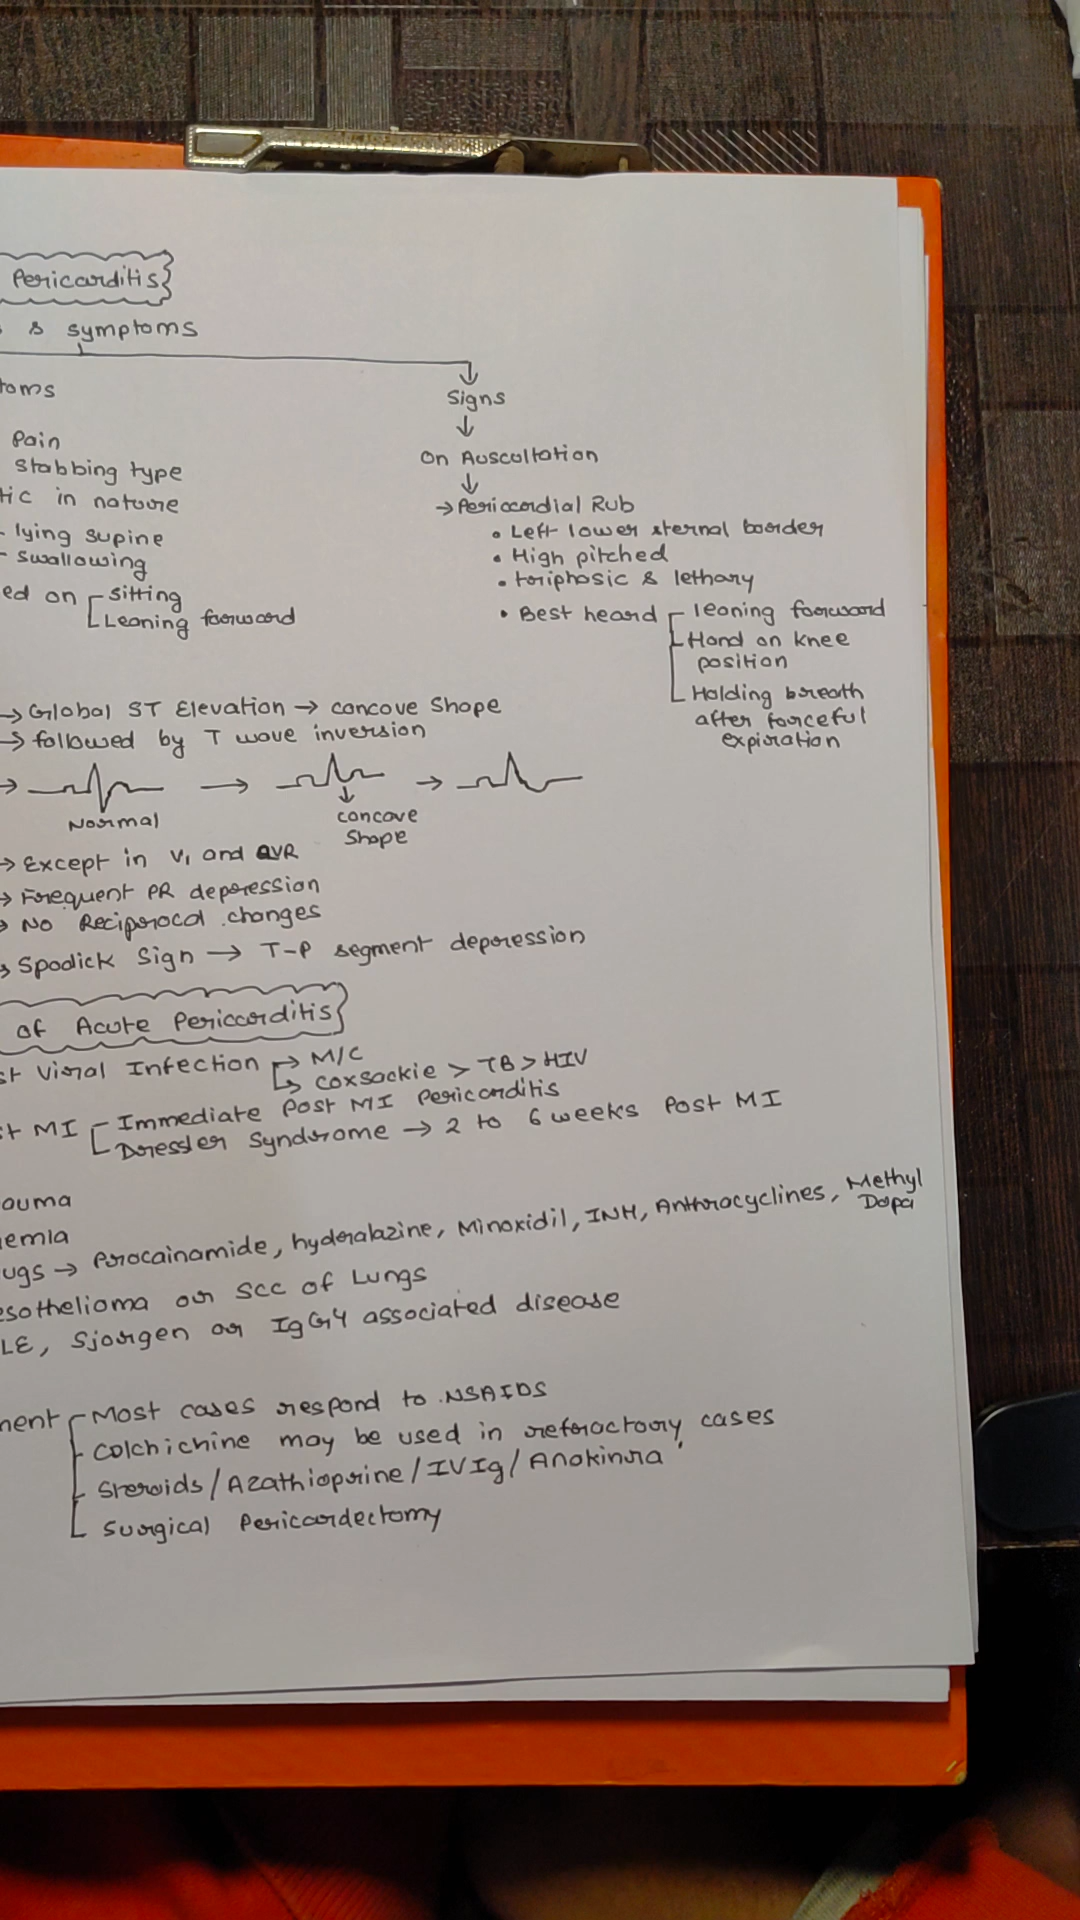 Pericarditis
s & symptoms
toms
Signs
Pain
On Auscultation
stabbing type
tic in nature
→ Pericardial Rub
- lying supine
• Left lower sternal border
- swallowing
• High pitched
ed on - sitting
• triphasic & lethary
Leaning forward
• Best heard - leaning forward
Hand on knee
position
Holding breath
after forceful
expiration
→ Global ST Elevation → concave Shape
→ followed by T wave inversion
→ → →
Normal
concave
Shape
→ Except in V1 and aVR
→ Frequent PR depression
→ No Reciprocal changes
→ Spodick Sign → T-P segment depression
of Acute Pericarditis
st Viral Infection → M/C
→ coxsackie > TB > HIV
st MI - Immediate Post MI Pericarditis
Dressler Syndrome → 2 to 6 weeks Post MI
ouma
emia
ugs → Procainamide, hyderalazine, Minoxidil, INH, Anthrocyclines, Methyl
Dopa
esothelioma or SCC of Lungs
LE, Sjorgen or IgG4 associated disease
ment - Most cases respond to NSAIDS
- colchichine may be used in refractory cases
- Steroids / Azathioprine / IVIg / Anakinra
- Surgical Pericardectomy